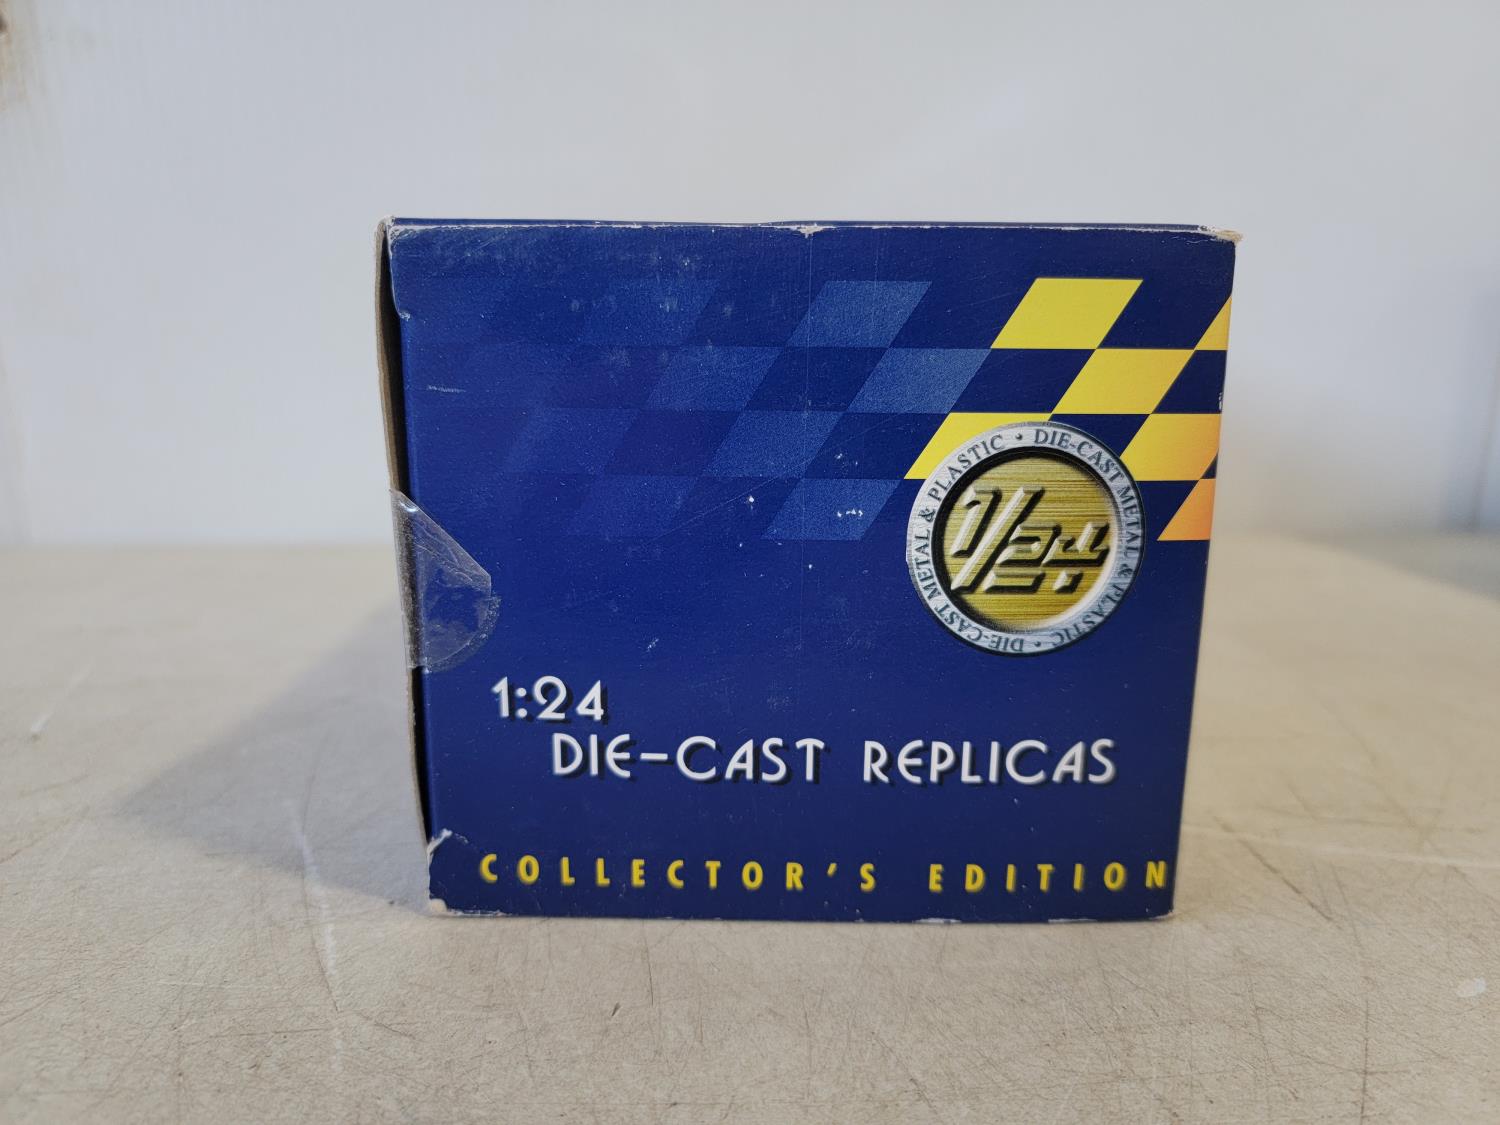 DIE-CAST METAL & PLASTIC • DIE-CAST METAL & PLASTIC •
1/24
1:24
DIE-CAST REPLICAS
COLLECTOR'S EDITION